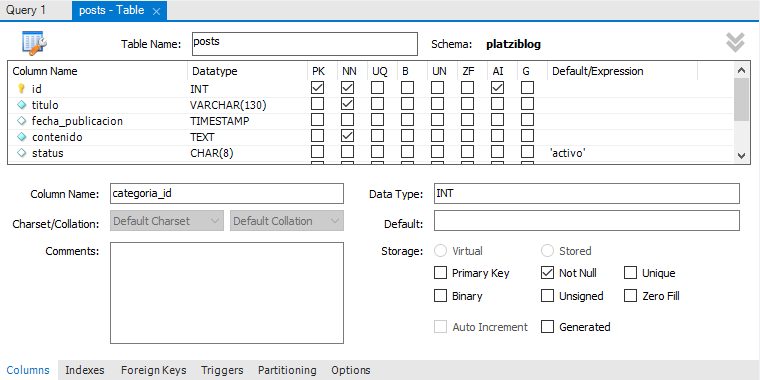 Query 1 posts - Table
Table Name: posts Schema: platziblog
Column Name Datatype PK NN UQ B UN ZF AI G Default/Expression
id INT
titulo VARCHAR(130)
fecha_publicacion TIMESTAMP
contenido TEXT
status CHAR(8) 'activo'
Column Name: categoria_id Data Type: INT
Charset/Collation: Default Charset Default Collation Default:
Comments: Storage: Virtual Stored
Primary Key Not Null Unique
Binary Unsigned Zero Fill
Auto Increment Generated
Columns Indexes Foreign Keys Triggers Partitioning Options